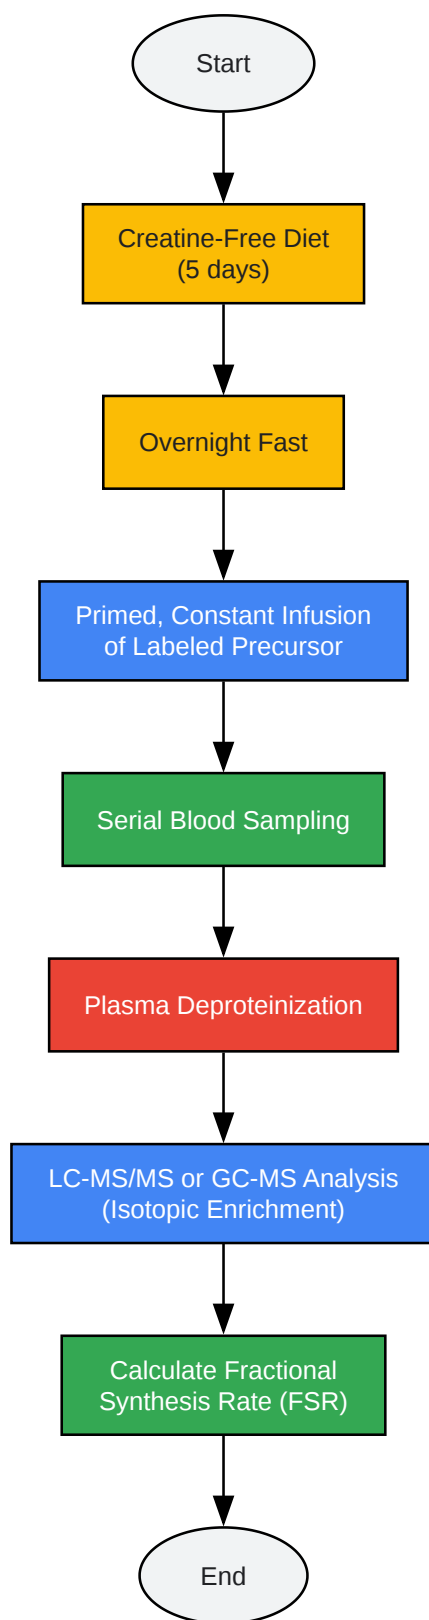 Start
Creatine-Free Diet
(5 days)
Overnight Fast
Primed, Constant Infusion
of Labeled Precursor
Serial Blood Sampling
Plasma Deproteinization
LC-MS/MS or GC-MS Analysis
(Isotopic Enrichment)
Calculate Fractional
Synthesis Rate (FSR)
End